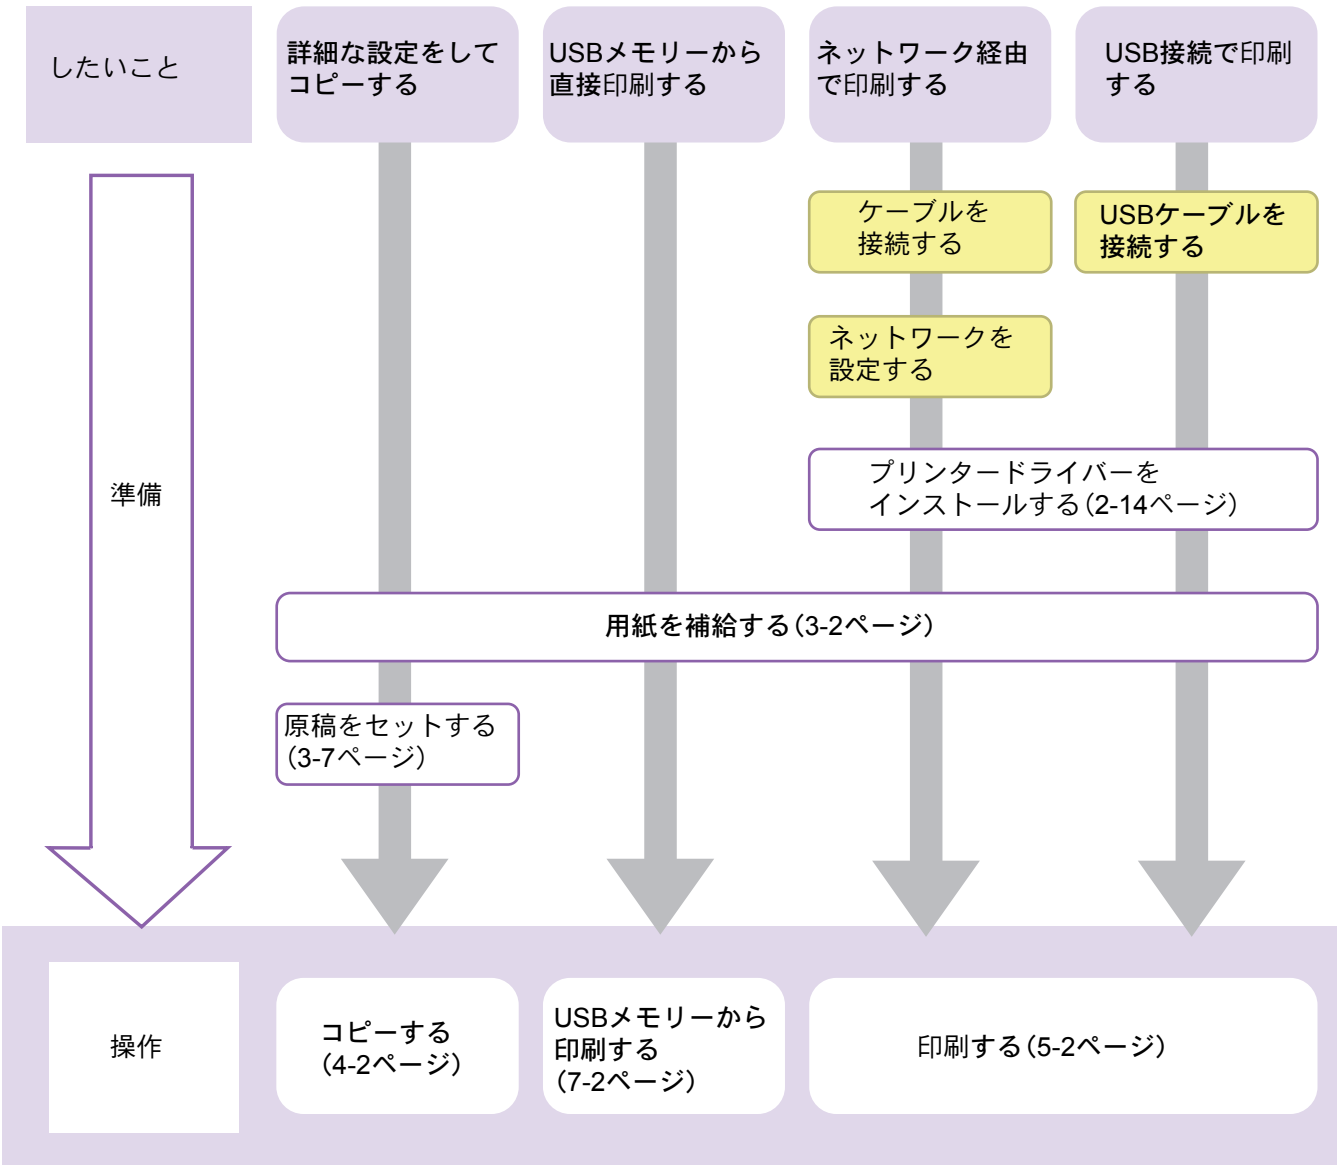 したいこと
詳細な設定をして
コピーする
USBメモリーから
直接印刷する
ネットワーク経由
で印刷する
USB接続で印刷
する
準備
ケーブルを
接続する
USBケーブルを
接続する
ネットワークを
設定する
プリンタードライバーを
インストールする（2-14ページ）
用紙を補給する（3-2ページ）
原稿をセットする
（3-7ページ）
操作
コピーする
（4-2ページ）
USBメモリーから
印刷する
（7-2ページ）
印刷する（5-2ページ）